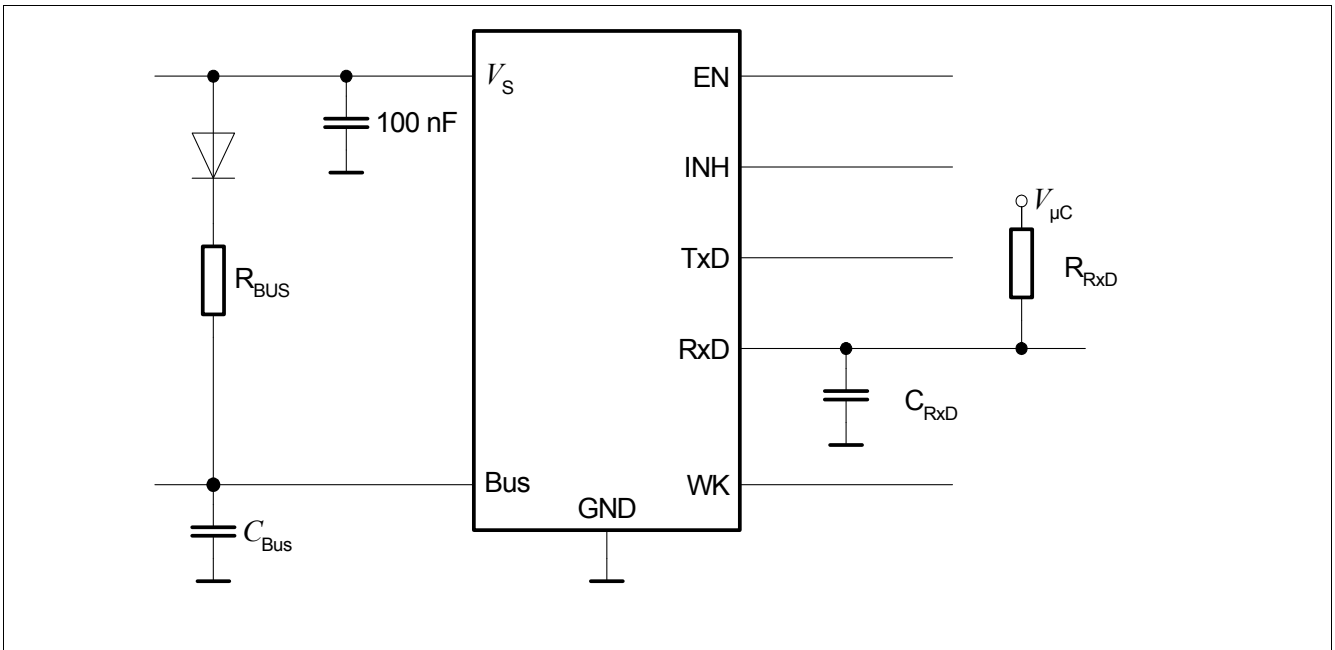 V_S
EN
100 nF
INH
V_µC
TxD
R_RxD
R_BUS
RxD
C_RxD
Bus
WK
GND
C_Bus